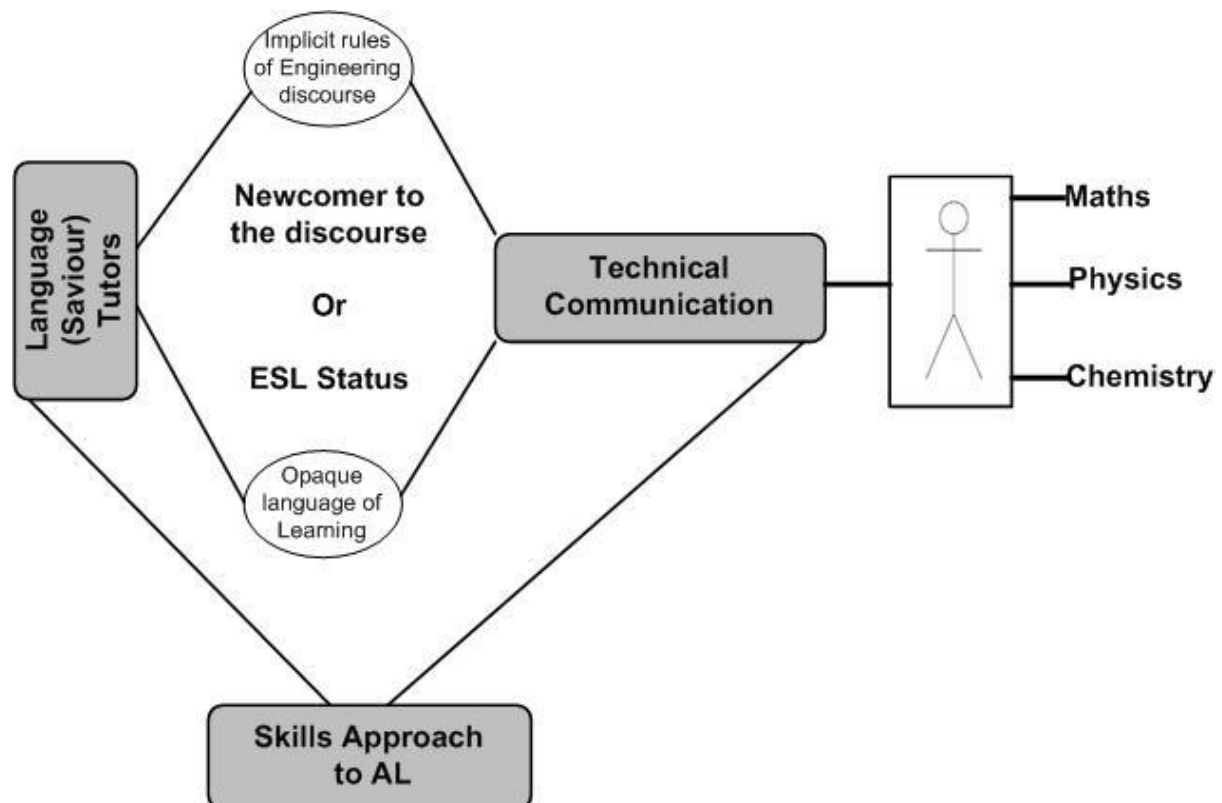 Implicit rules
of Engineering
discourse
Language
(Saviour)
Tutors
Newcomer to
the discourse
Or
ESL Status
Technical
Communication
Maths
Physics
Chemistry
Opaque
language of
Learning
Skills Approach
to AL